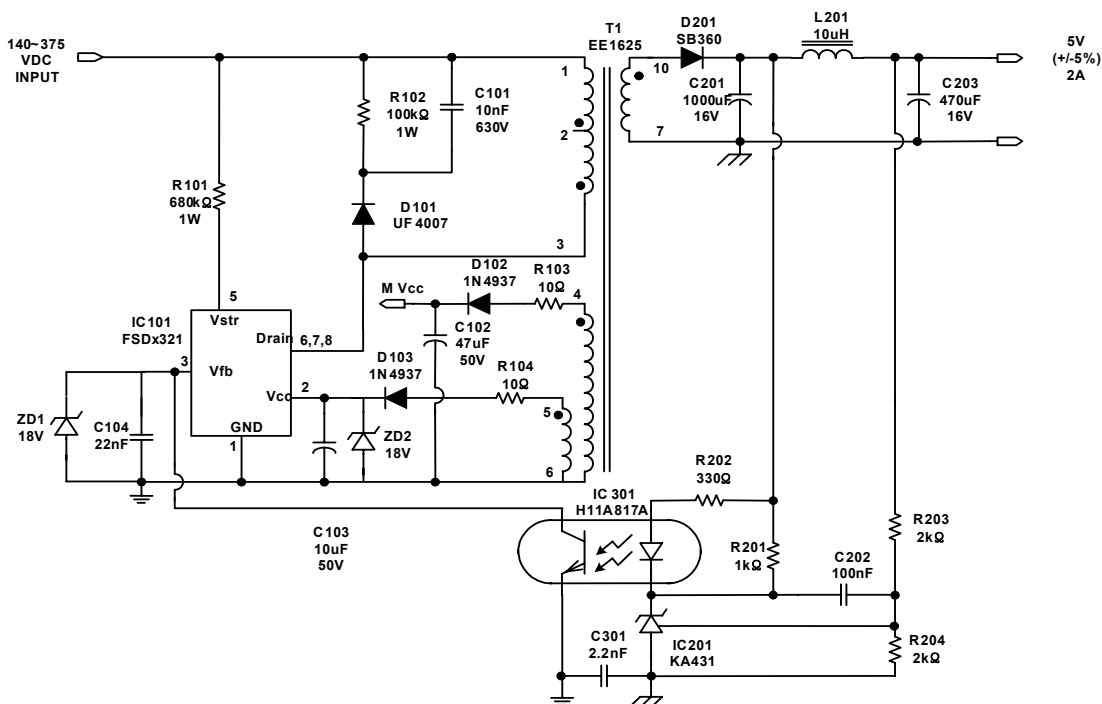 140~375
VDC
INPUT
T1
EE1625
D201
SB360
L201
10uH
5V
(+/-5%)
2A
1
10
R102
100kΩ
1W
C101
10nF
630V
C201
1000uF
16V
C203
470uF
16V
2
7
R101
680kΩ
1W
D101
UF 4007
3
D102
1N4937
R103
10Ω
M Vcc
4
IC101
FSDx321
5
Vstr
C102
47uF
50V
Drain
6,7,8
3
Vfb
D103
1N4937
R104
10Ω
Vcc
2
5
ZD1
18V
C104
22nF
GND
1
ZD2
18V
6
R202
330Ω
IC 301
H11A817A
C103
10uF
50V
R203
2kΩ
R201
1kΩ
C202
100nF
C301
2.2nF
IC201
KA431
R204
2kΩ